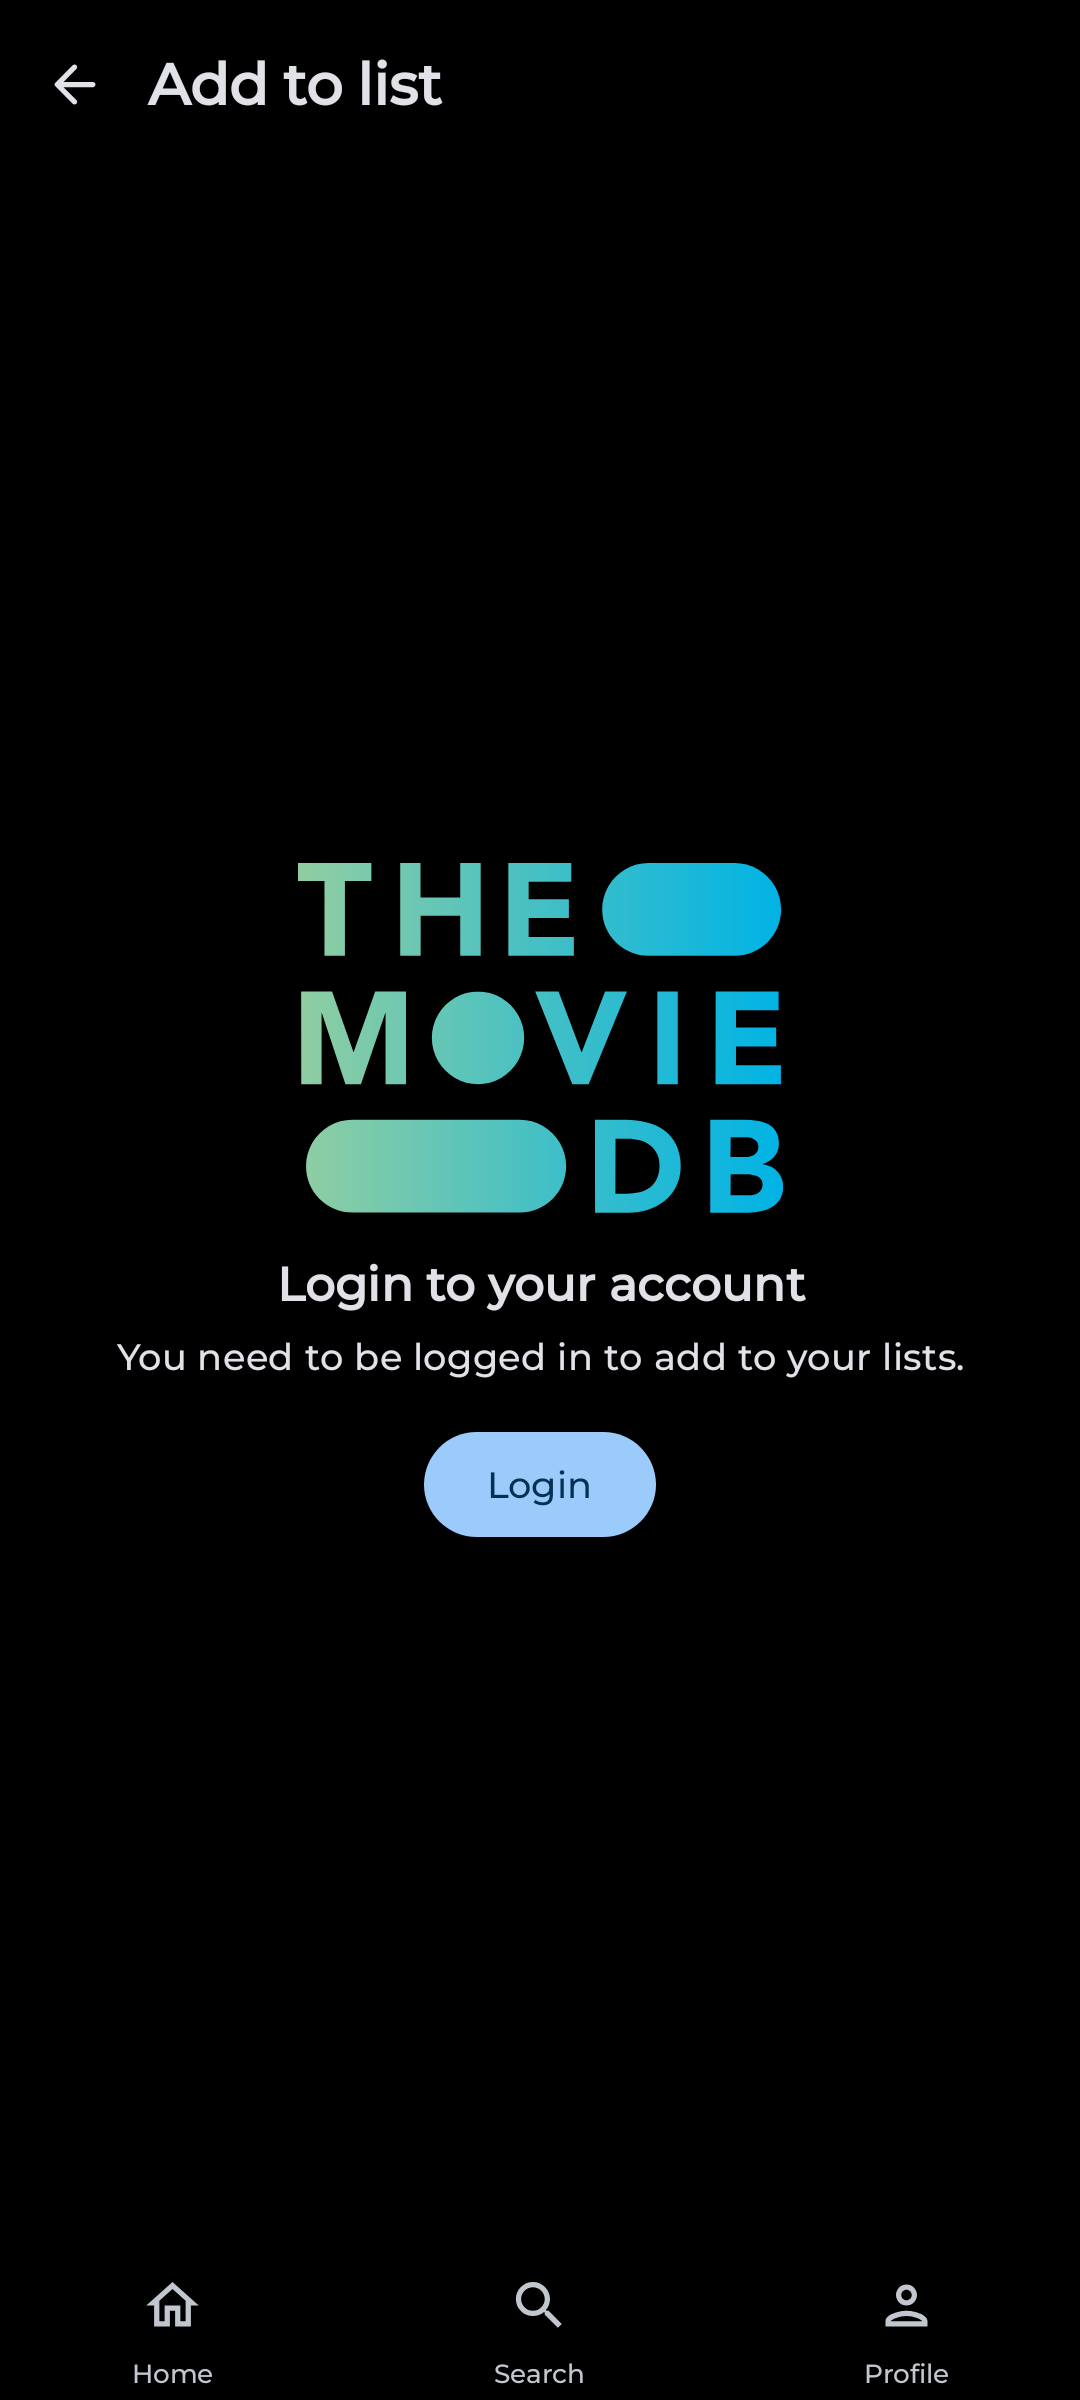 Add to list
THE
MOVIE
DB
Login to your account
You need to be logged in to add to your lists.
Login
Home
Search
Profile